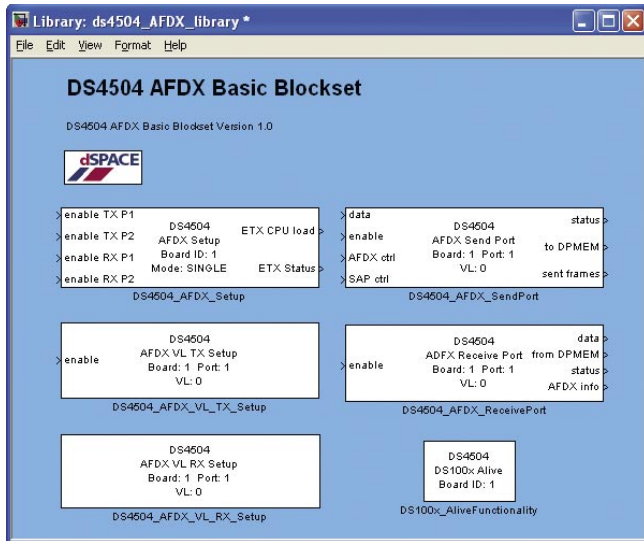 Library: ds4504_AFDX_library *
File Edit View Format Help
DS4504 AFDX Basic Blockset
DS4504 AFDX Basic Blockset Version 1.0
dSPACE
enable TX P1
enable TX P2
enable RX P1
enable RX P2
DS4504
AFDX Setup
Board ID: 1
Mode: SINGLE
ETX CPU load
ETX Status
DS4504_AFDX_Setup
data
enable
AFDX ctrl
SAP ctrl
DS4504
AFDX Send Port
Board: 1 Port: 1
VL: 0
status
to DPMEM
sent frames
DS4504_AFDX_SendPort
enable
DS4504
AFDX VL TX Setup
Board: 1 Port: 1
VL: 0
DS4504_AFDX_VL_TX_Setup
enable
DS4504
ADFX Receive Port
Board: 1 Port: 1
VL: 0
data
from DPMEM
status
AFDX info
DS4504_AFDX_ReceivePort
DS4504
AFDX VL RX Setup
Board: 1 Port: 1
VL: 0
DS4504_AFDX_VL_RX_Setup
DS4504
DS100x Alive
Board ID: 1
DS100x_AliveFunctionality